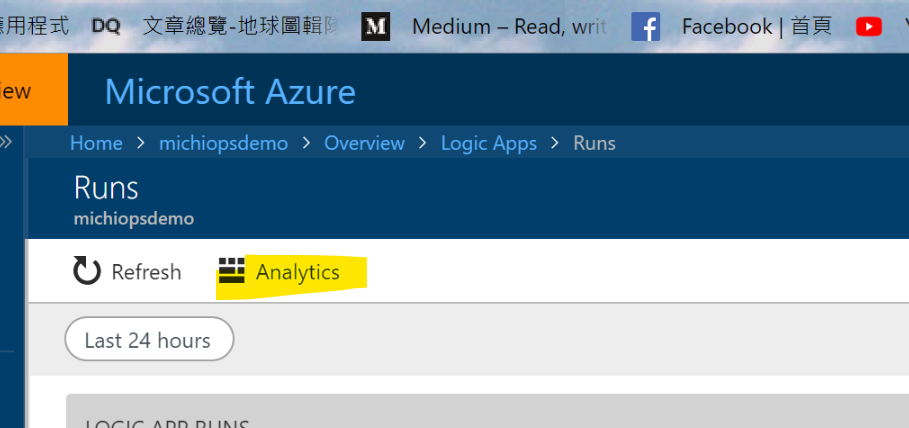 用程式 DQ 文章總覽-地球圖輯隊 M Medium – Read, writ f Facebook | 首頁
iew
Microsoft Azure
Home > michiopsdemo > Overview > Logic Apps > Runs
Runs
michiopsdemo
Refresh Analytics
Last 24 hours
LOGIC APP RUNS